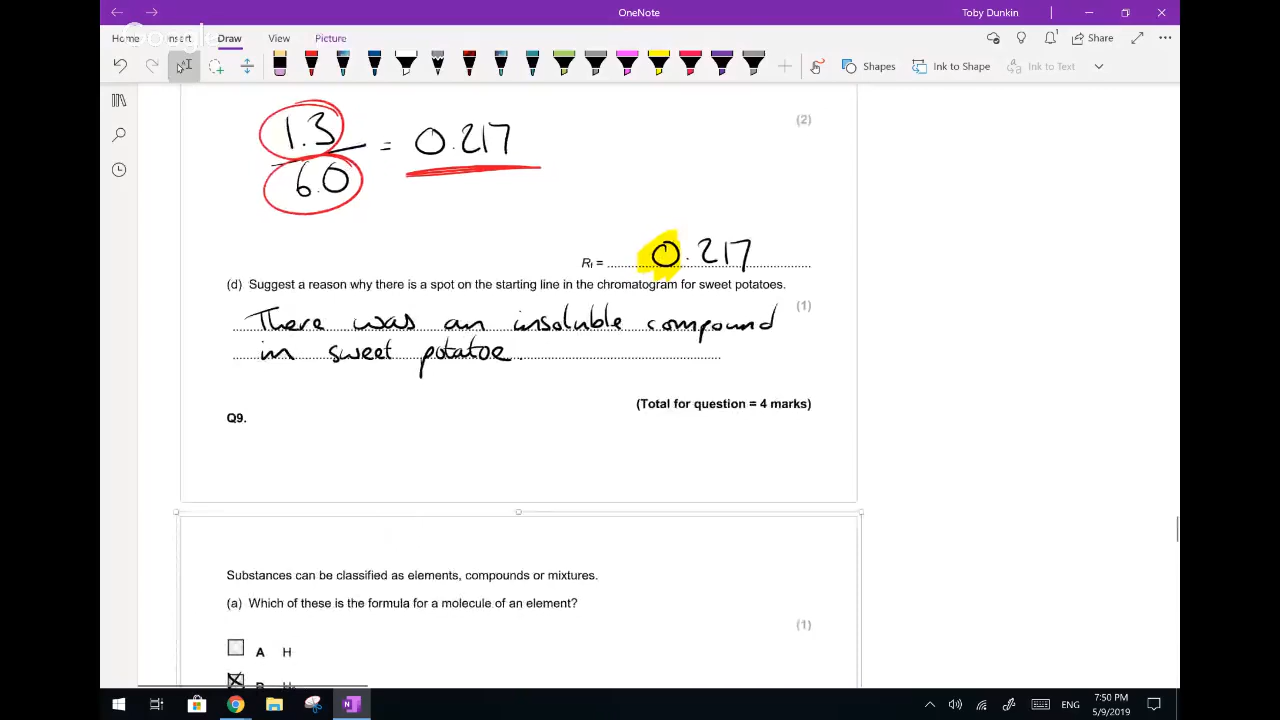 OneNote
Toby Dunkin
Google
Home Insert Draw View Picture
Share
Shapes
Ink to Shape
Ink to Text
1.3
6.0
= 0.217
(2)
Rf = 0.217
(d) Suggest a reason why there is a spot on the starting line in the chromatogram for sweet potatoes.
(1)
There was an insoluble compound
in sweet potatoe.
(Total for question = 4 marks)
Q9.
Substances can be classified as elements, compounds or mixtures.
(a) Which of these is the formula for a molecule of an element?
(1)
A H
ENG
7:50 PM
5/9/2019